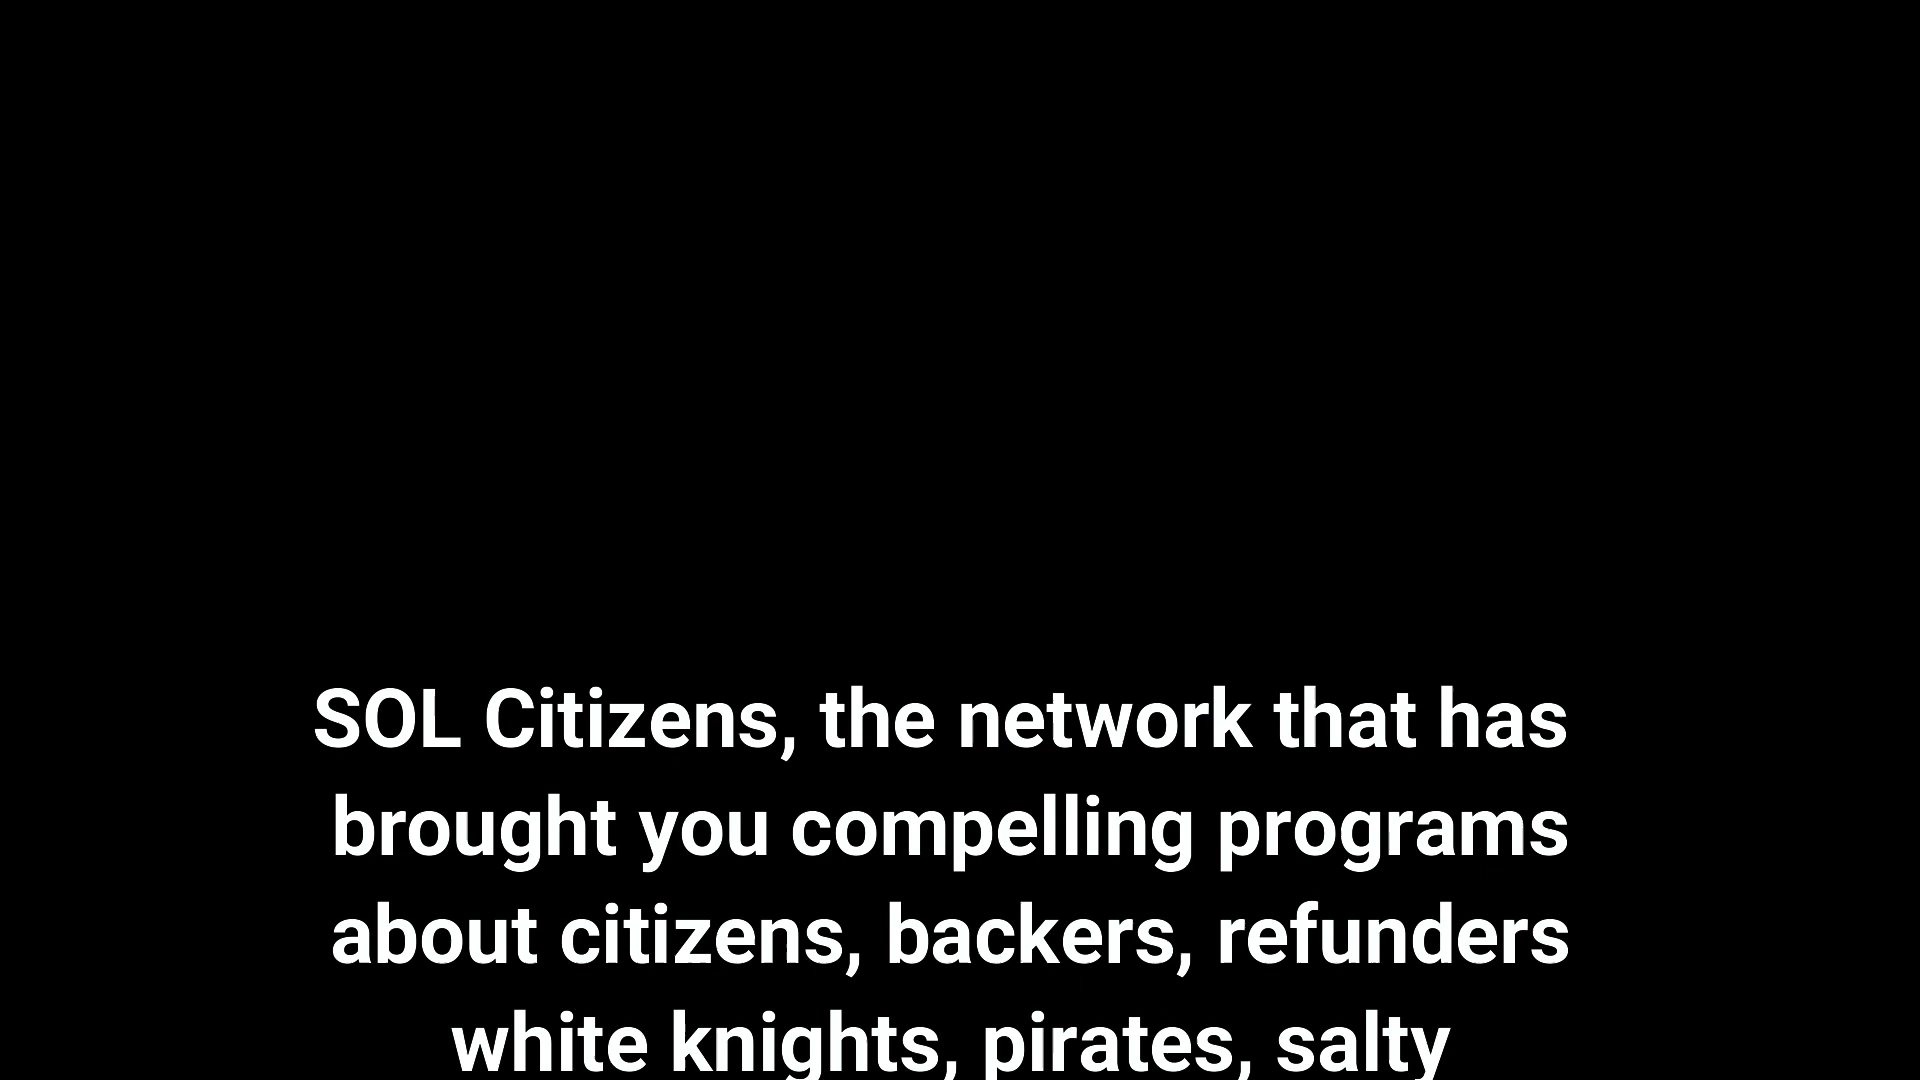 SOL Citizens, the network that has
brought you compelling programs
about citizens, backers, refunders
white knights, pirates, salty